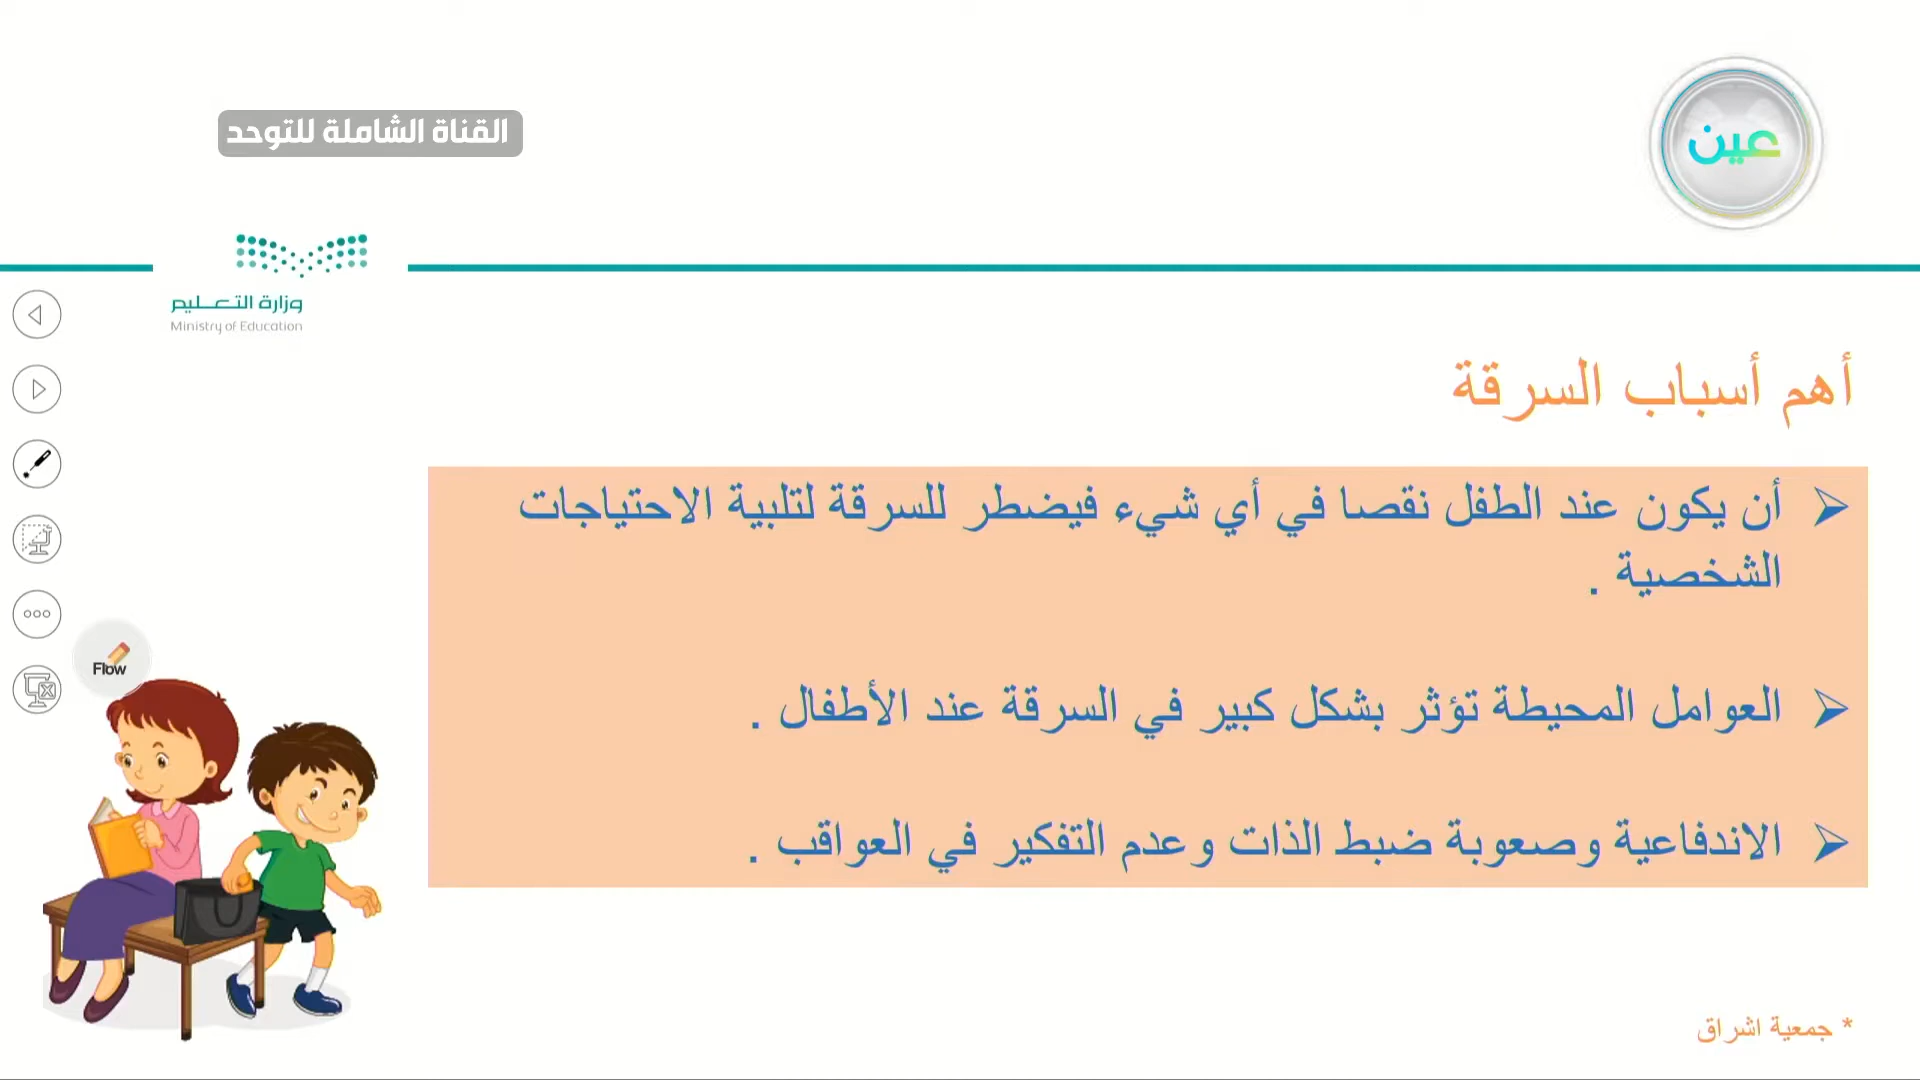 القناة الشاملة للتوحد
عين
وزارة التعليم
Ministry of Education
أهم أسباب السرقة
أن يكون عند الطفل نقصا في أي شيء فيضطر للسرقة لتلبية الاحتياجات
الشخصية .
العوامل المحيطة تؤثر بشكل كبير في السرقة عند الأطفال .
الاندفاعية وصعوبة ضبط الذات وعدم التفكير في العواقب .
Flow
* جمعية اشراق